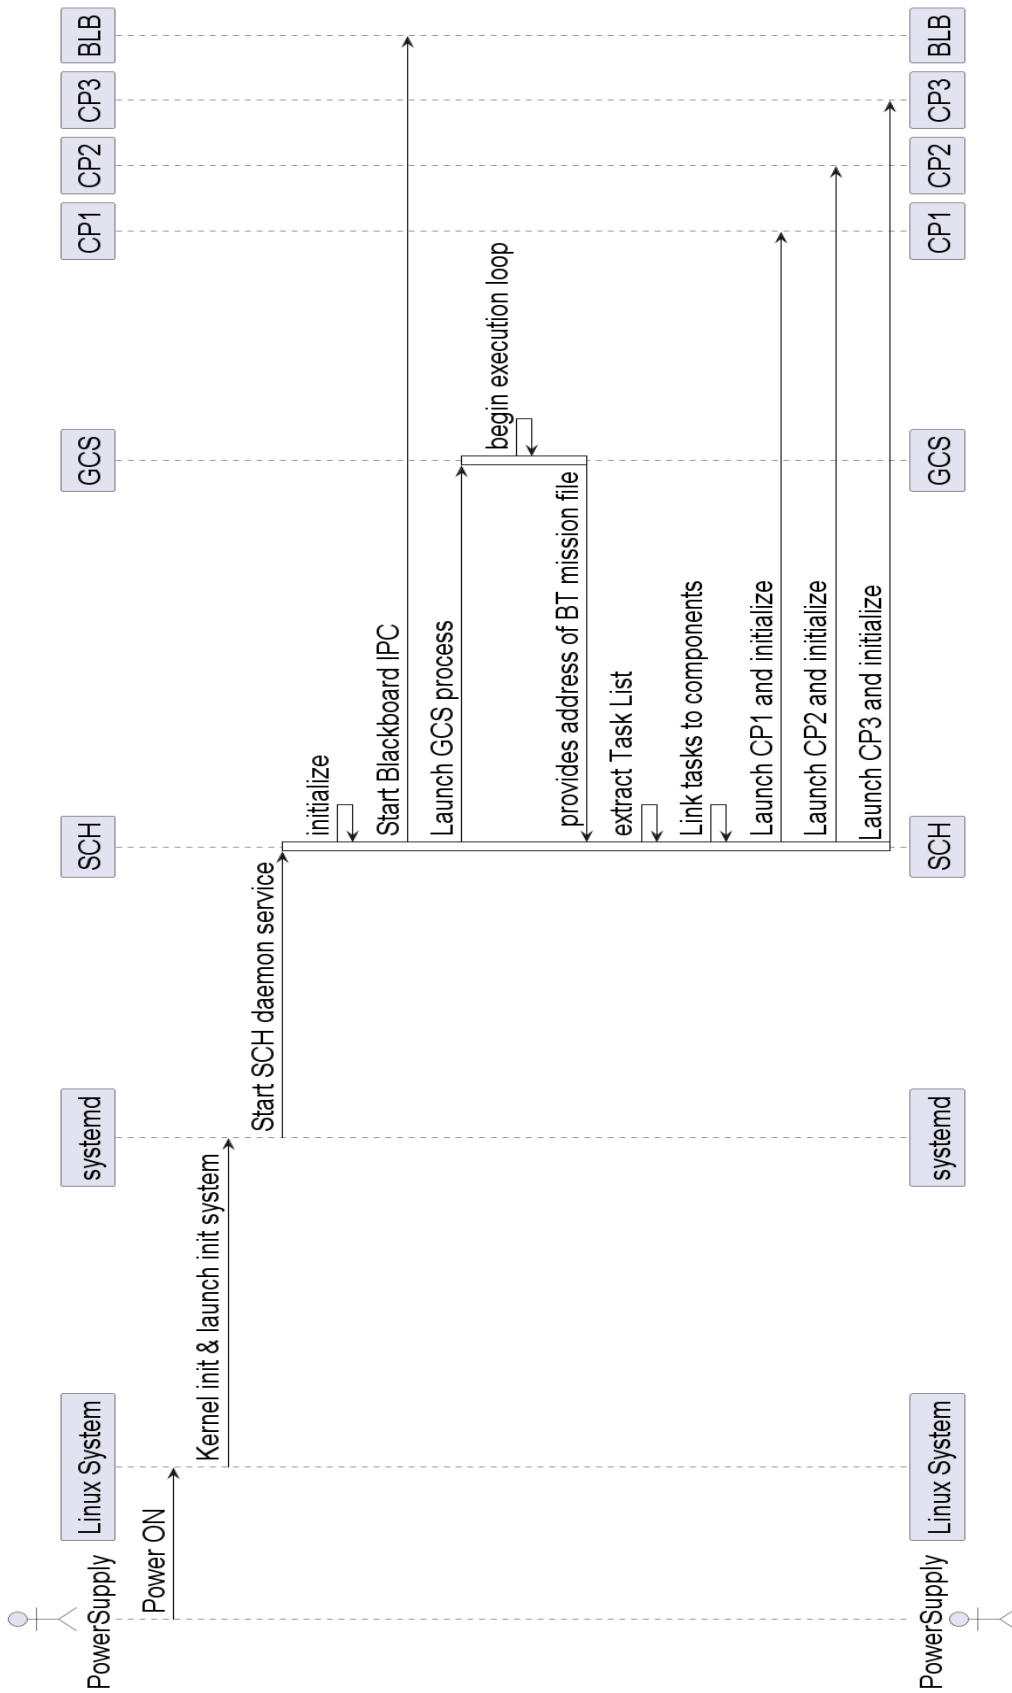 PowerSupply
Linux System
systemd
SCH
GCS
CP1
CP2
CP3
BLB
Power ON
Kernel init & launch init system
Start SCH daemon service
initialize
Start Blackboard IPC
Launch GCS process
begin execution loop
provides address of BT mission file
extract Task List
Link tasks to components
Launch CP1 and initialize
Launch CP2 and initialize
Launch CP3 and initialize
PowerSupply
Linux System
systemd
SCH
GCS
CP1
CP2
CP3
BLB